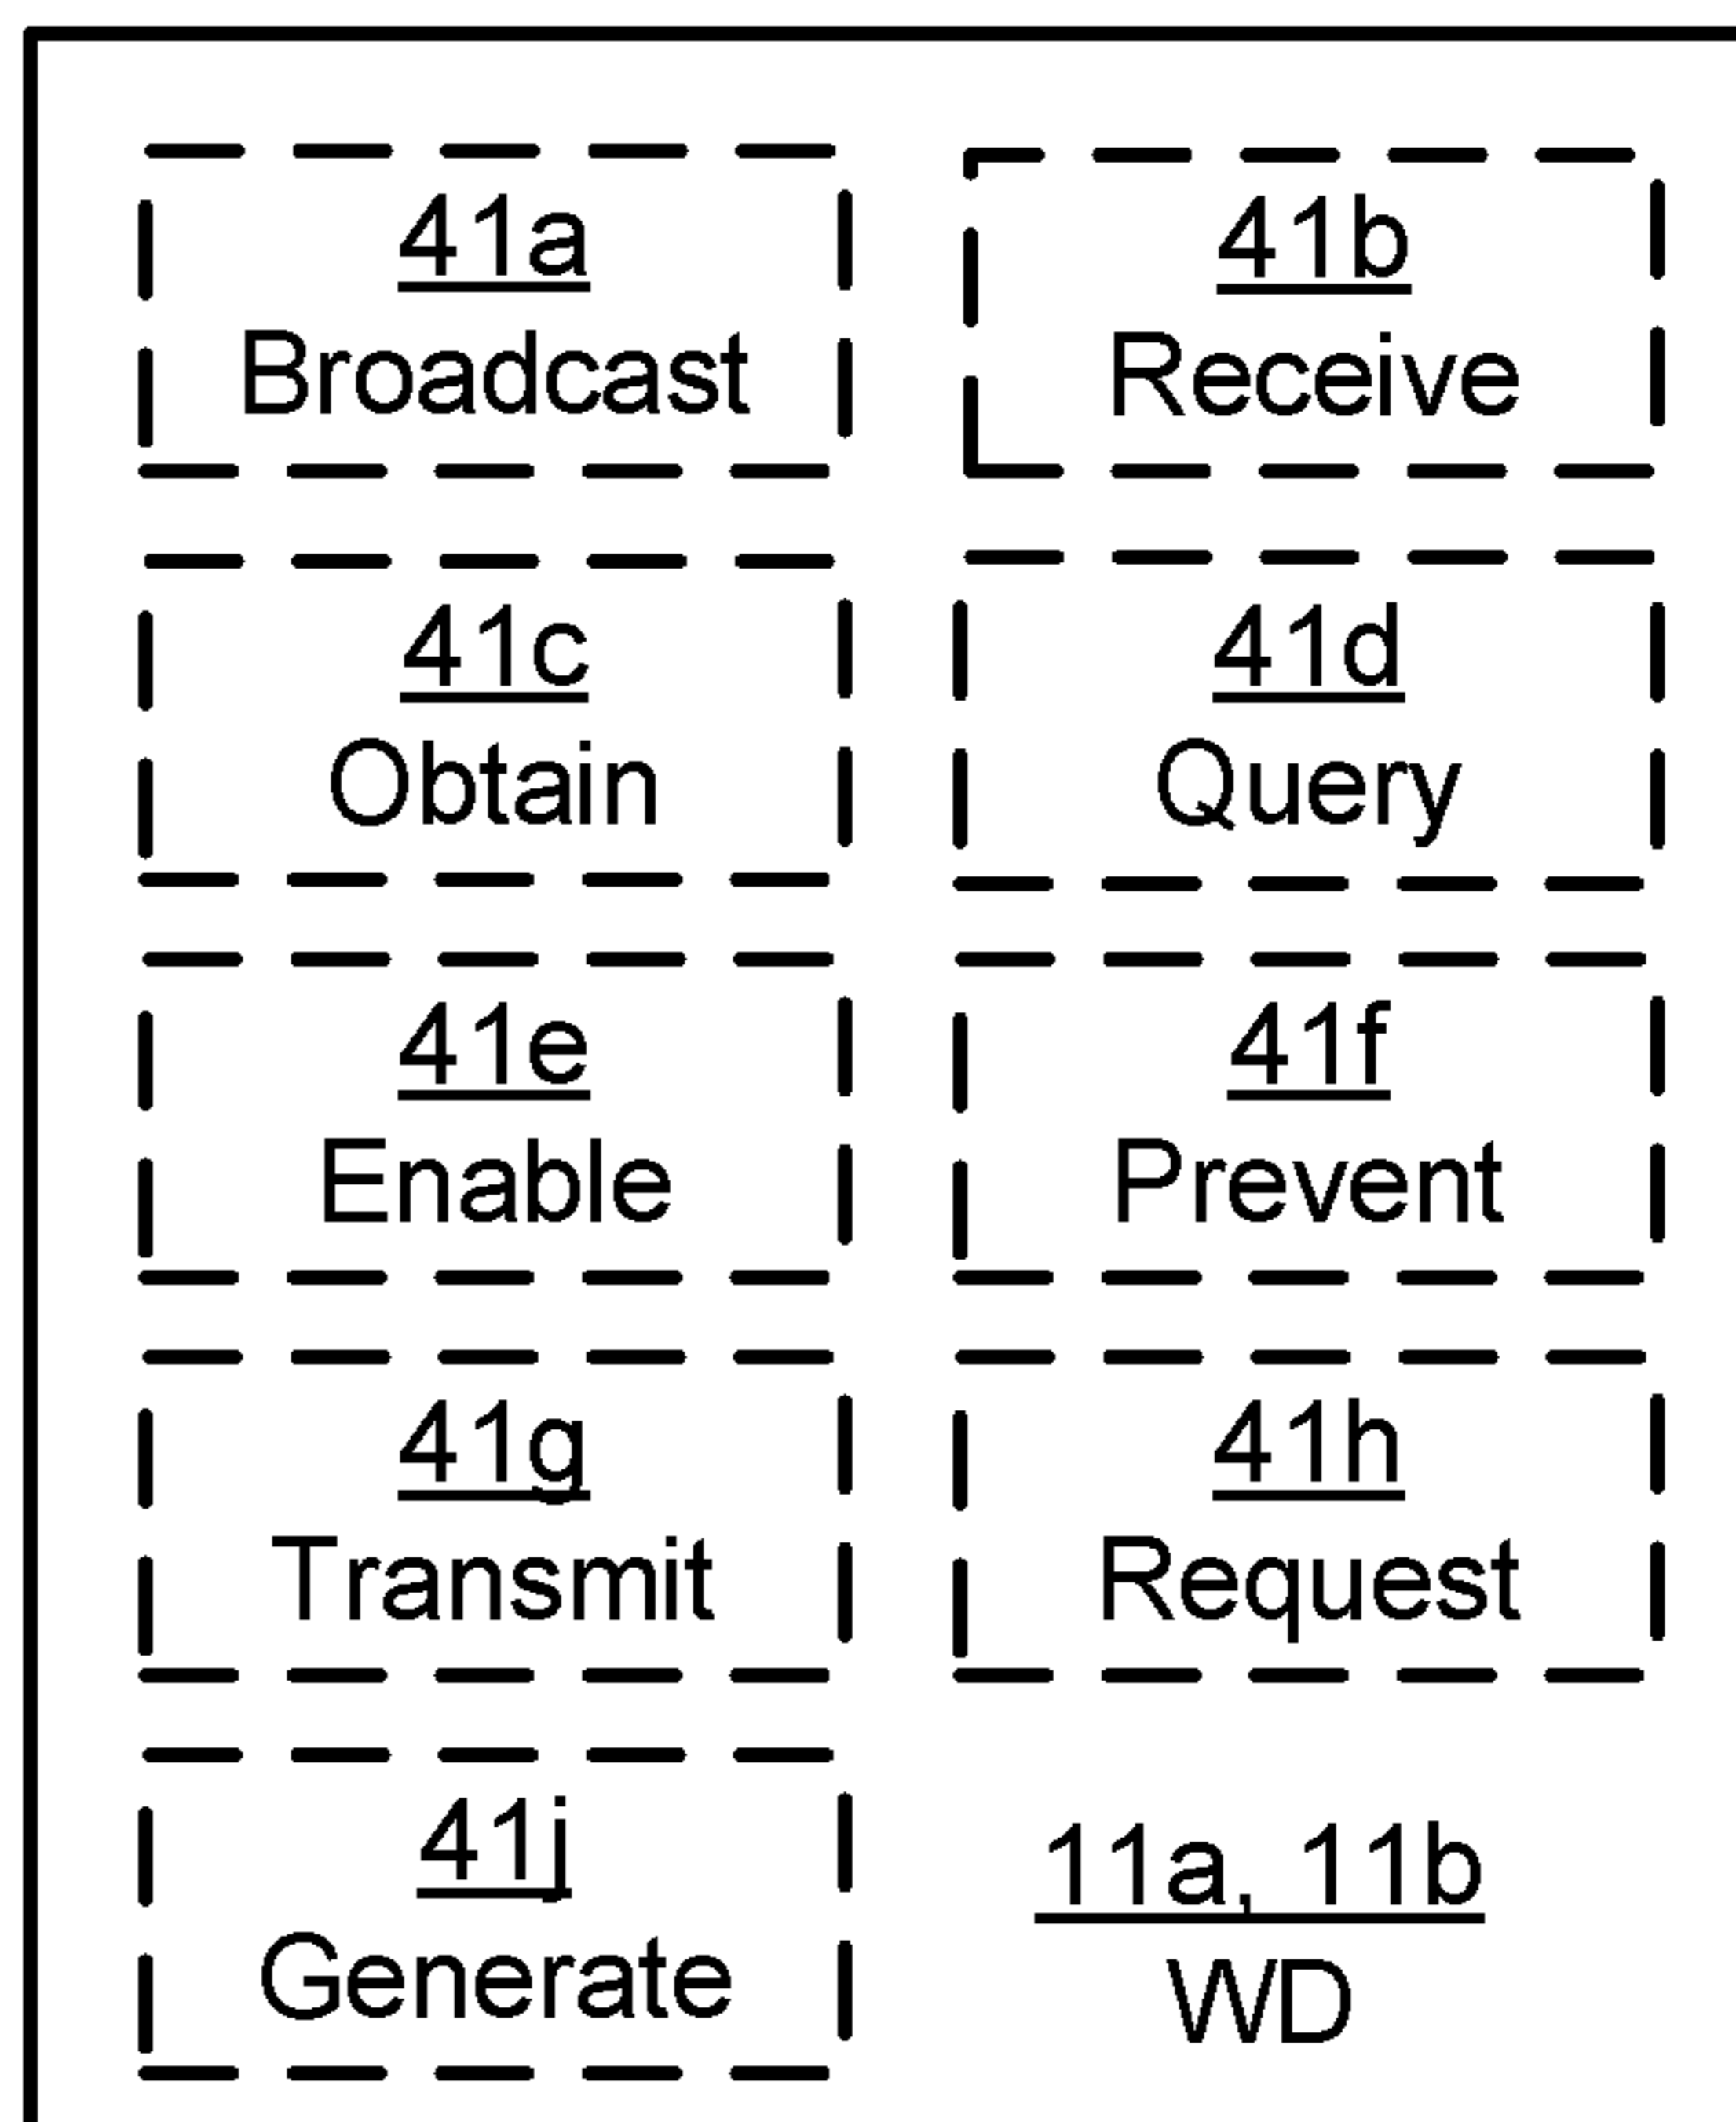 41a
Broadcast
41b
Receive
41c
Obtain
41d
Query
41e
Enable
41f
Prevent
41g
Transmit
41h
Request
41j
Generate
11a, 11b
WD